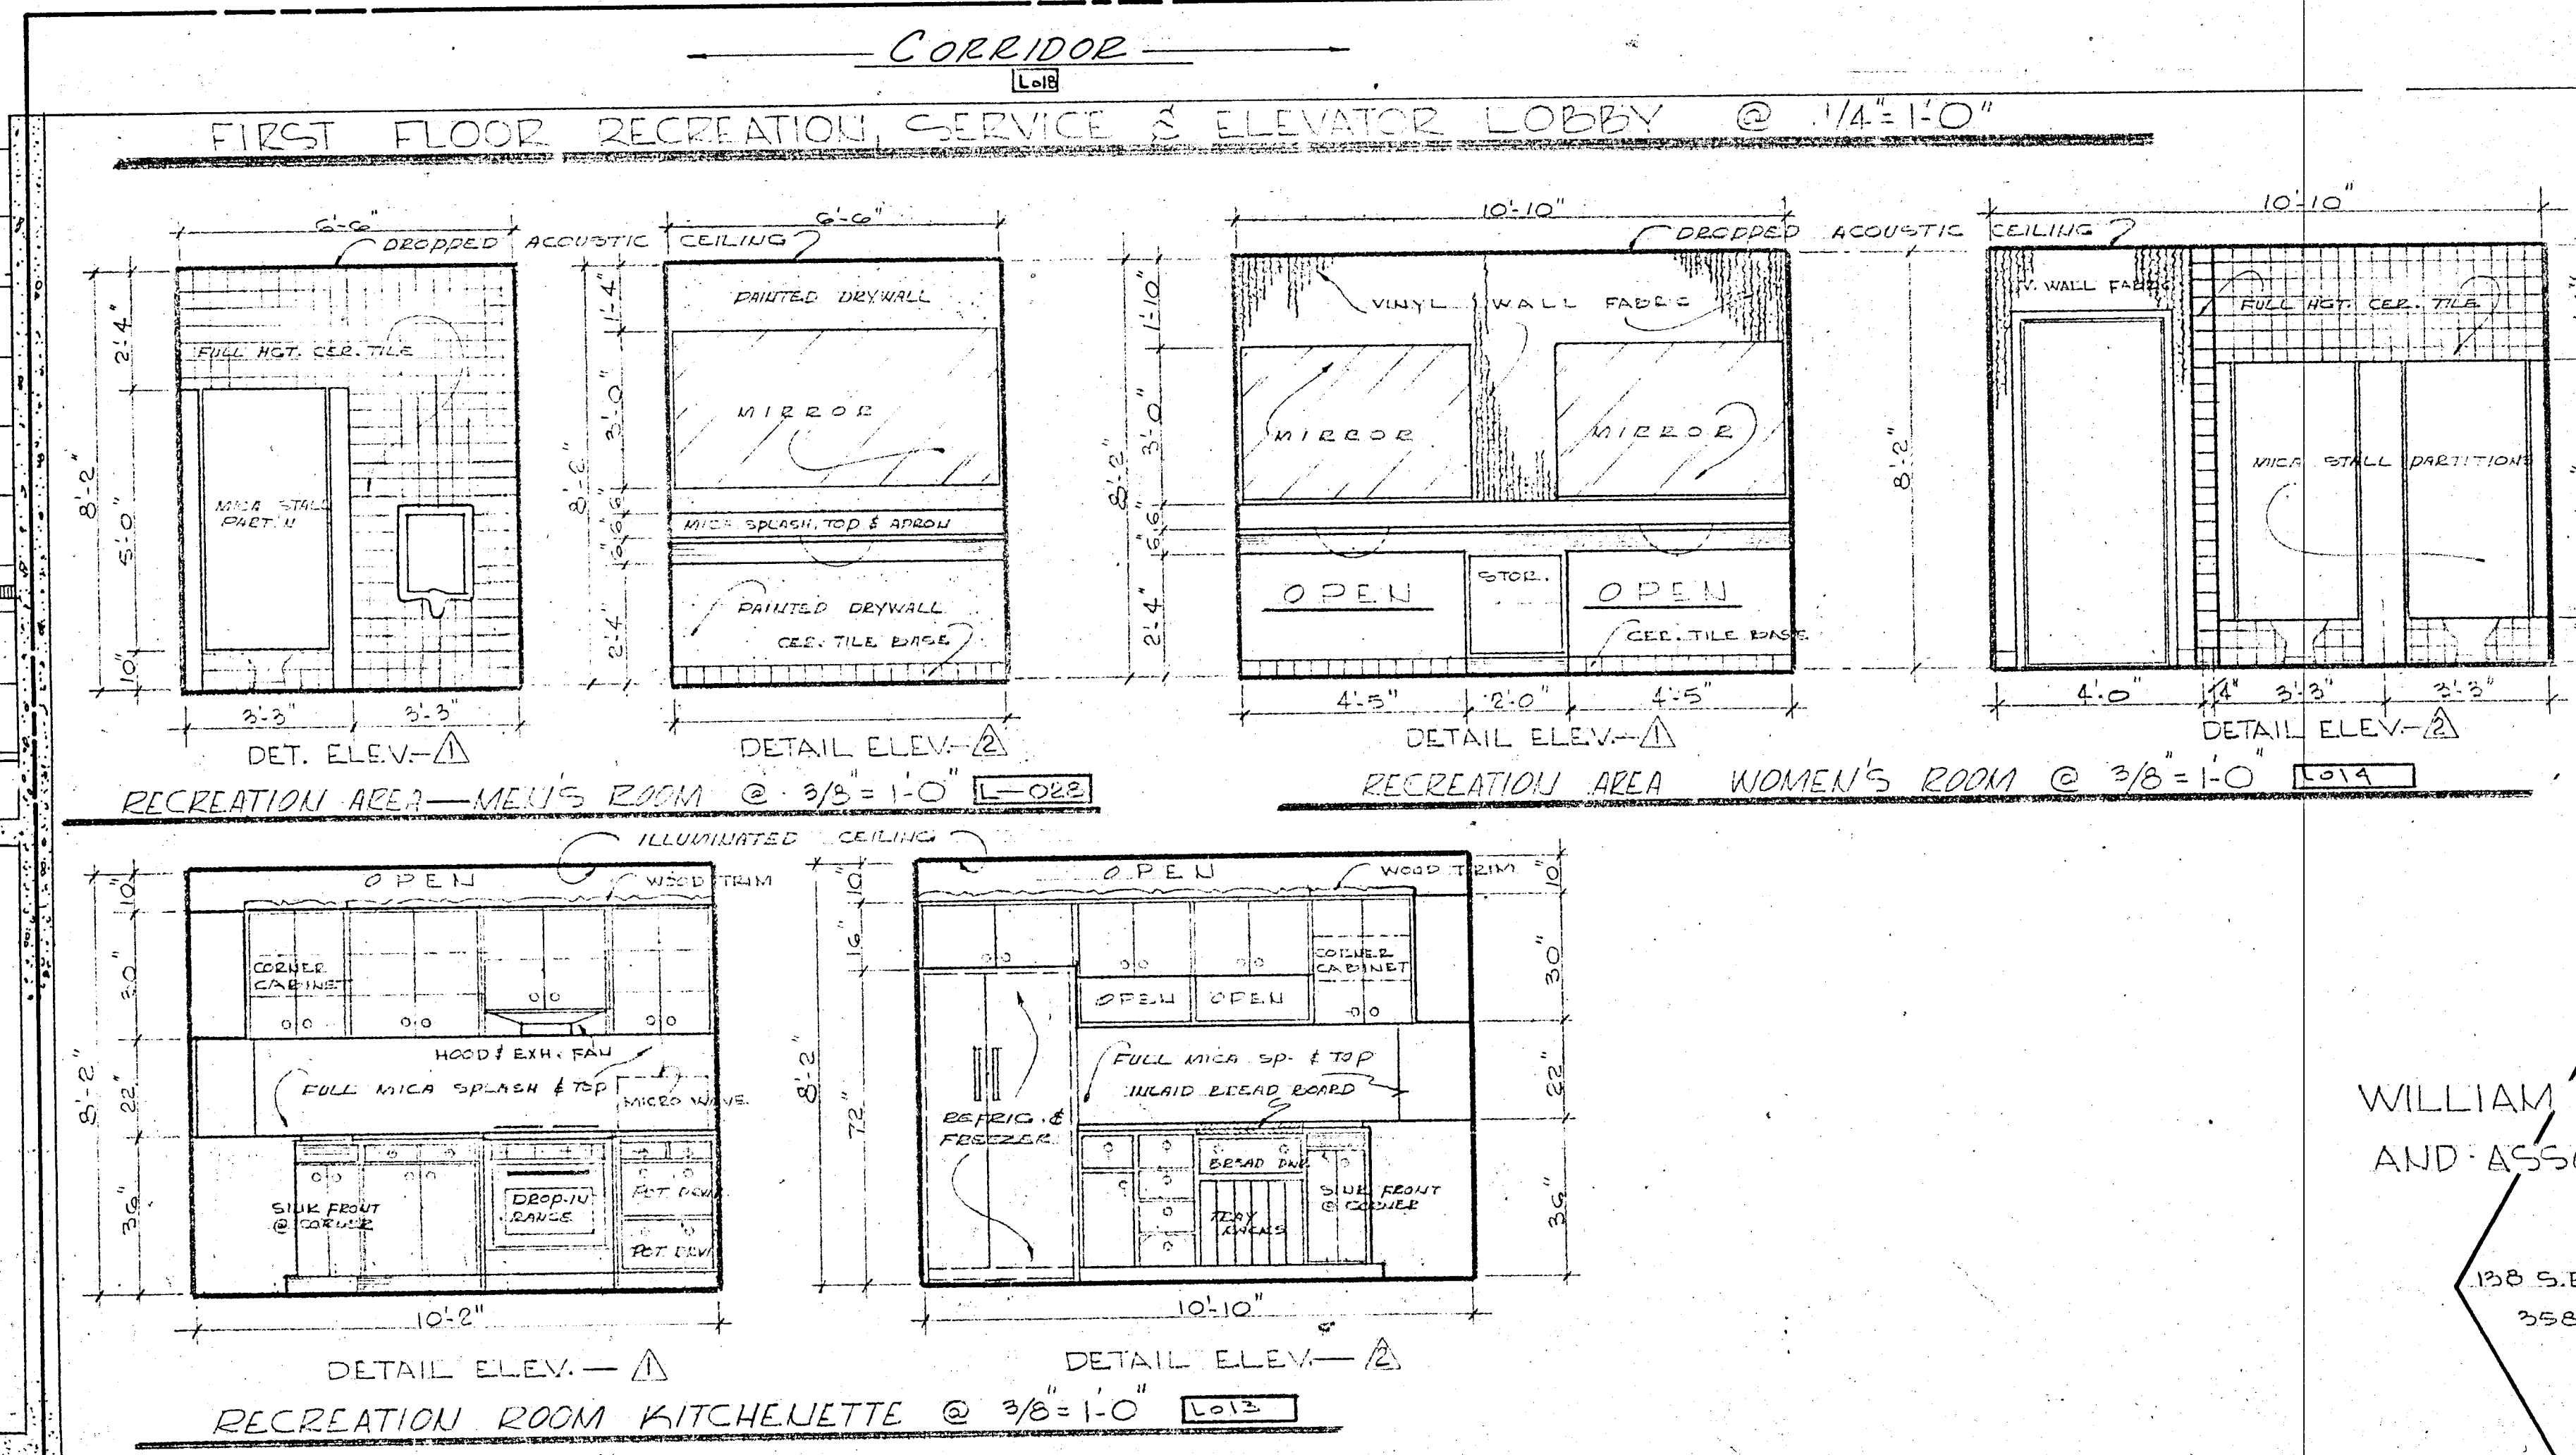 CORRIDOR
L01B
FIRST FLOOR RECREATION, SERVICE & ELEVATOR LOBBY @ 1/4"=1'-0"
6'-6" 6'-6" 10'-10" 10'-10"
DROPPED ACOUSTIC CEILING DROPPED ACOUSTIC CEILING
8'-2" 2'-4" 5'-0" 10"
FULL HGT. CER. TILE
MICA STALL
PART'N
3'-3" 3'-3"
DET. ELEV.—1
8'-2" 1'-4" 3'-0" 6" 6" 6" 2'-4"
PAINTED DRYWALL
MIRROR
MICA SPLASH, TOP & APRON
PAINTED DRYWALL
CER. TILE BASE
DETAIL ELEV.—2
RECREATION AREA—MEN'S ROOM @ 3/8"=1'-0" L-028
8'-2" 1'-10" 3'-0" 6" 6" 2'-4"
VINYL WALL FABRIC
MIRROR MIRROR
OPEN STOR. OPEN
CER. TILE BASE
4'-5" 2'-0" 4'-5"
DETAIL ELEV.—1
8'-2"
V. WALL FABRIC
FULL HGT. CER. TILE
MICA STALL PARTITIONS
4'-0" 4" 3'-3" 3'-3"
DETAIL ELEV.—2
RECREATION AREA WOMEN'S ROOM @ 3/8"=1'-0" L014
ILLUMINATED CEILING
8'-2" 10" 30" 22" 36"
OPEN
WOOD TRIM
CORNER
CABINET
HOOD & EXH. FAN
FULL MICA SPLASH & TOP
MICRO WAVE
SINK FRONT
@ CORNER
DROP-IN
RANGE
POT DRW.
POT DRW.
10'-2"
DETAIL ELEV.—1
8'-2" 10" 16" 72"
OPEN
WOOD TRIM
CORNER
CABINET
OPEN OPEN
FULL MICA SP. & TOP
INLAID BREAD BOARD
REFRIG. &
FREEZER
BREAD DWR.
SINK FRONT
@ CORNER
TRAY
RACKS
10" 30" 22" 36"
10'-10"
DETAIL ELEV.—2
RECREATION ROOM KITCHENETTE @ 3/8"=1'-0" L013
WILLIAM
AND ASSO
138 S.E
358